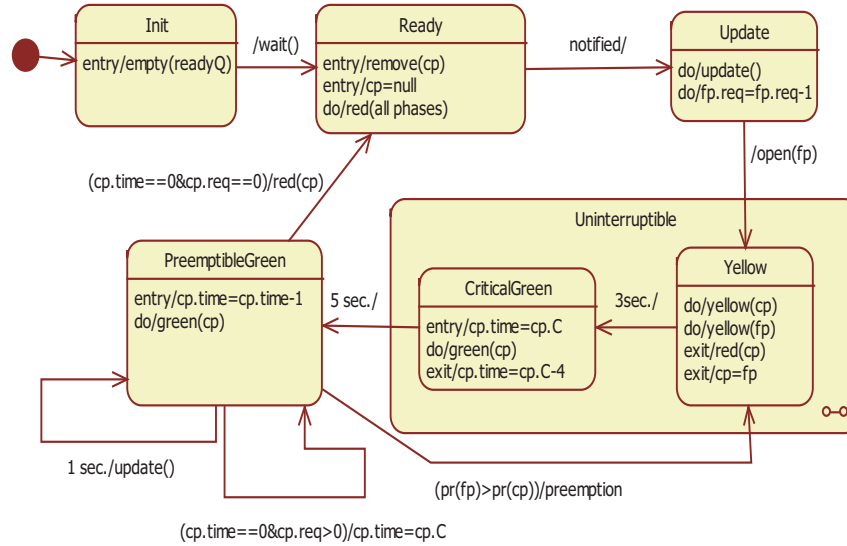 Init
entry/empty(readyQ)
/wait()
Ready
entry/remove(cp)
entry/cp=null
do/red(all phases)
notified/
Update
do/update()
do/fp.req=fp.req-1
/open(fp)
(cp.time==0&cp.req==0)/red(cp)
Uninterruptible
PreemptibleGreen
entry/cp.time=cp.time-1
do/green(cp)
5 sec./
CriticalGreen
entry/cp.time=cp.C
do/green(cp)
exit/cp.time=cp.C-4
3sec./
Yellow
do/yellow(cp)
do/yellow(fp)
exit/red(cp)
exit/cp=fp
1 sec./update()
(pr(fp)>pr(cp))/preemption
(cp.time==0&cp.req>0)/cp.time=cp.C